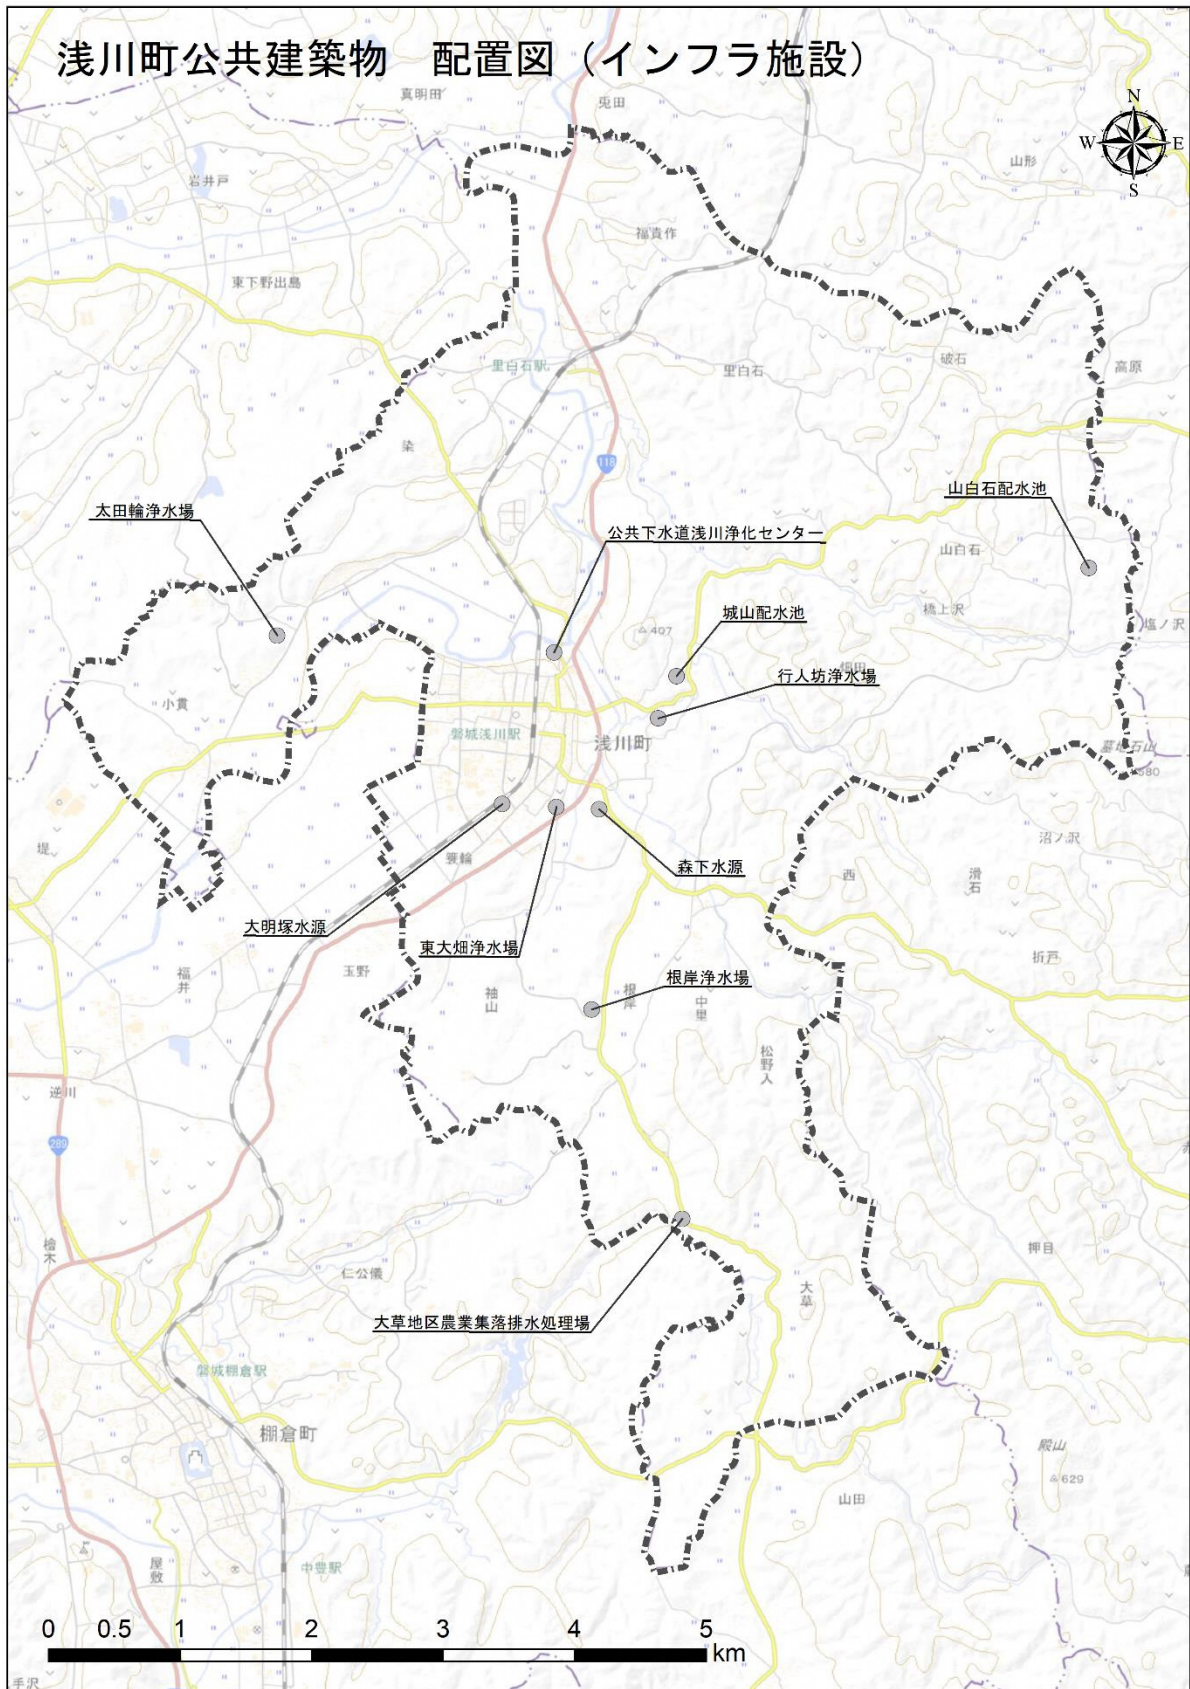 浅川町公共建築物　配置図（インフラ施設）
真明田
兎田
N
W
E
S
山形
岩井戸
福貴作
東下野出島
里白石駅
里白石
破石
高原
染
118
太田輪浄水場
山白石配水池
公共下水道浅川浄化センター
山白石
城山配水池
橋上沢
407
塩ノ沢
畑田
行人坊浄水場
小貫
磐城浅川駅
浅川町
580
堤
簑輪
沼ノ沢
森下水源
西
滑石
大明塚水源
東大畑浄水場
折戸
福井
玉野
袖山
根岸浄水場
根岸
中里
松野入
逆川
289
檜木
仁公儀
押目
大草
大草地区農業集落排水処理場
磐城棚倉駅
棚倉町
殿山
629
山田
屋敷
中豊駅
0 0.5 1 2 3 4 5
km
手沢